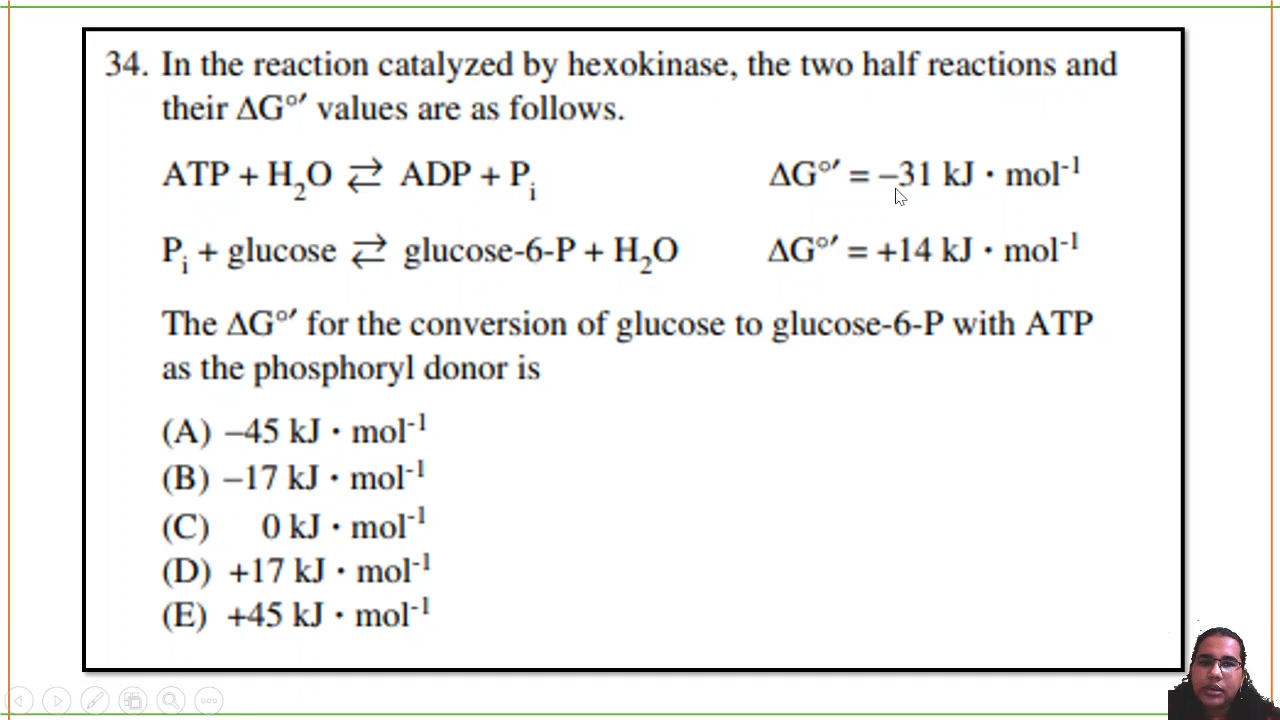 34. In the reaction catalyzed by hexokinase, the two half reactions and
their ΔG°′ values are as follows.
ATP + H₂O ⇄ ADP + Pᵢ ΔG°′ = –31 kJ · mol⁻¹
Pᵢ + glucose ⇄ glucose-6-P + H₂O ΔG°′ = +14 kJ · mol⁻¹
The ΔG°′ for the conversion of glucose to glucose-6-P with ATP
as the phosphoryl donor is
(A) –45 kJ · mol⁻¹
(B) –17 kJ · mol⁻¹
(C) 0 kJ · mol⁻¹
(D) +17 kJ · mol⁻¹
(E) +45 kJ · mol⁻¹